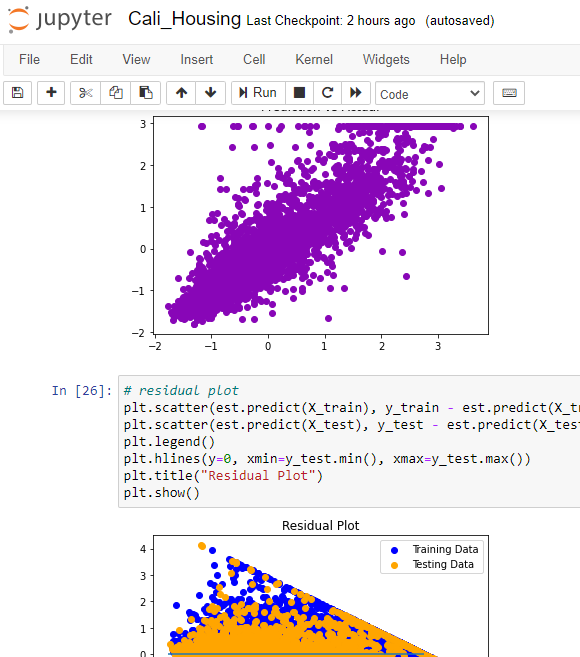 jupyter Cali_Housing Last Checkpoint: 2 hours ago (autosaved)
File Edit View Insert Cell Kernel Widgets Help
Run Code
3
2
1
0
−1
−2
−2 −1 0 1 2 3
In [26]:
# residual plot
plt.scatter(est.predict(X_train), y_train - est.predict(X_t
plt.scatter(est.predict(X_test), y_test - est.predict(X_tes
plt.legend()
plt.hlines(y=0, xmin=y_test.min(), xmax=y_test.max())
plt.title("Residual Plot")
plt.show()
Residual Plot
Training Data
Testing Data
4
3
2
1
0